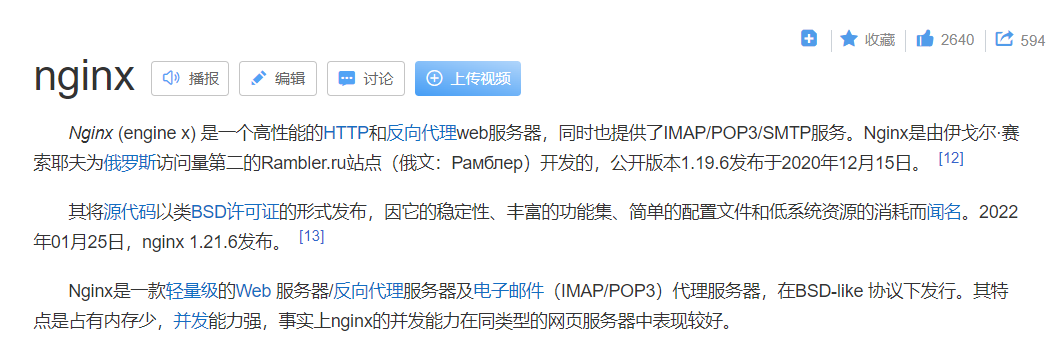 收藏 2640 594
nginx 播报 编辑 讨论 上传视频
Nginx (engine x) 是一个高性能的HTTP和反向代理web服务器，同时也提供了IMAP/POP3/SMTP服务。Nginx是由伊戈尔·赛
索耶夫为俄罗斯访问量第二的Rambler.ru站点（俄文：Рамблер）开发的，公开版本1.19.6发布于2020年12月15日。 [12]
其将源代码以类BSD许可证的形式发布，因它的稳定性、丰富的功能集、简单的配置文件和低系统资源的消耗而闻名。2022
年01月25日，nginx 1.21.6发布。 [13]
Nginx是一款轻量级的Web 服务器/反向代理服务器及电子邮件（IMAP/POP3）代理服务器，在BSD-like 协议下发行。其特
点是占有内存少，并发能力强，事实上nginx的并发能力在同类型的网页服务器中表现较好。